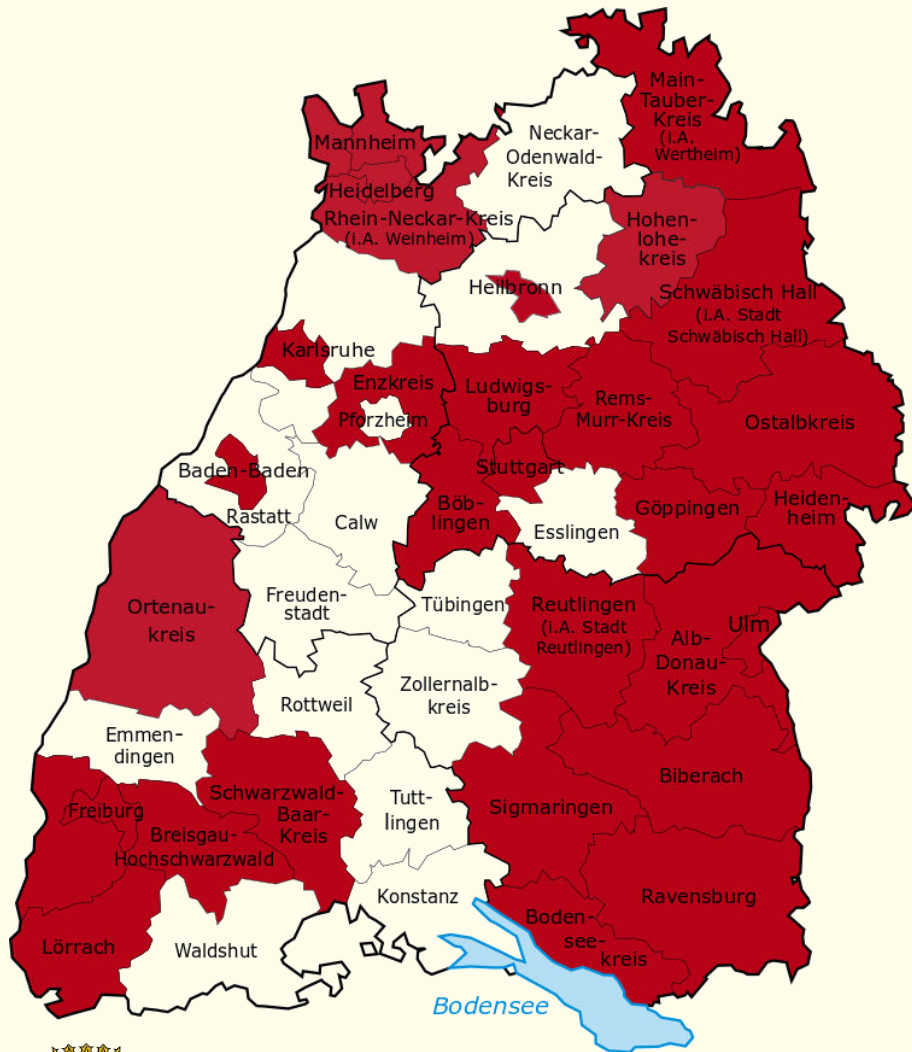 Main-
Tauber-
Kreis
(i.A.
Wertheim)
Neckar-
Odenwald-
Kreis
Mannheim
Heidelberg
Rhein-Neckar-Kreis
(i.A. Weinheim)
Hohen-
lohe-
kreis
Heilbronn
Schwäbisch Hall
(i.A. Stadt
Schwäbisch Hall)
Karlsruhe
Enzkreis
Pforzheim
Ludwigs-
burg
Rems-
Murr-Kreis
Ostalbkreis
Baden-Baden
Rastatt
Calw
Stuttgart
Böb-
lingen
Esslingen
Göppingen
Heiden-
heim
Ortenau-
kreis
Freuden-
stadt
Tübingen
Reutlingen
(i.A. Stadt
Reutlingen)
Ulm
Alb-
Donau-
Kreis
Rottweil
Zollernalb-
kreis
Emmen-
dingen
Biberach
Freiburg
Breisgau-
Hochschwarzwald
Schwarzwald-
Baar-
Kreis
Tutt-
lingen
Sigmaringen
Lörrach
Waldshut
Konstanz
Boden-
see-
kreis
Ravensburg
Bodensee